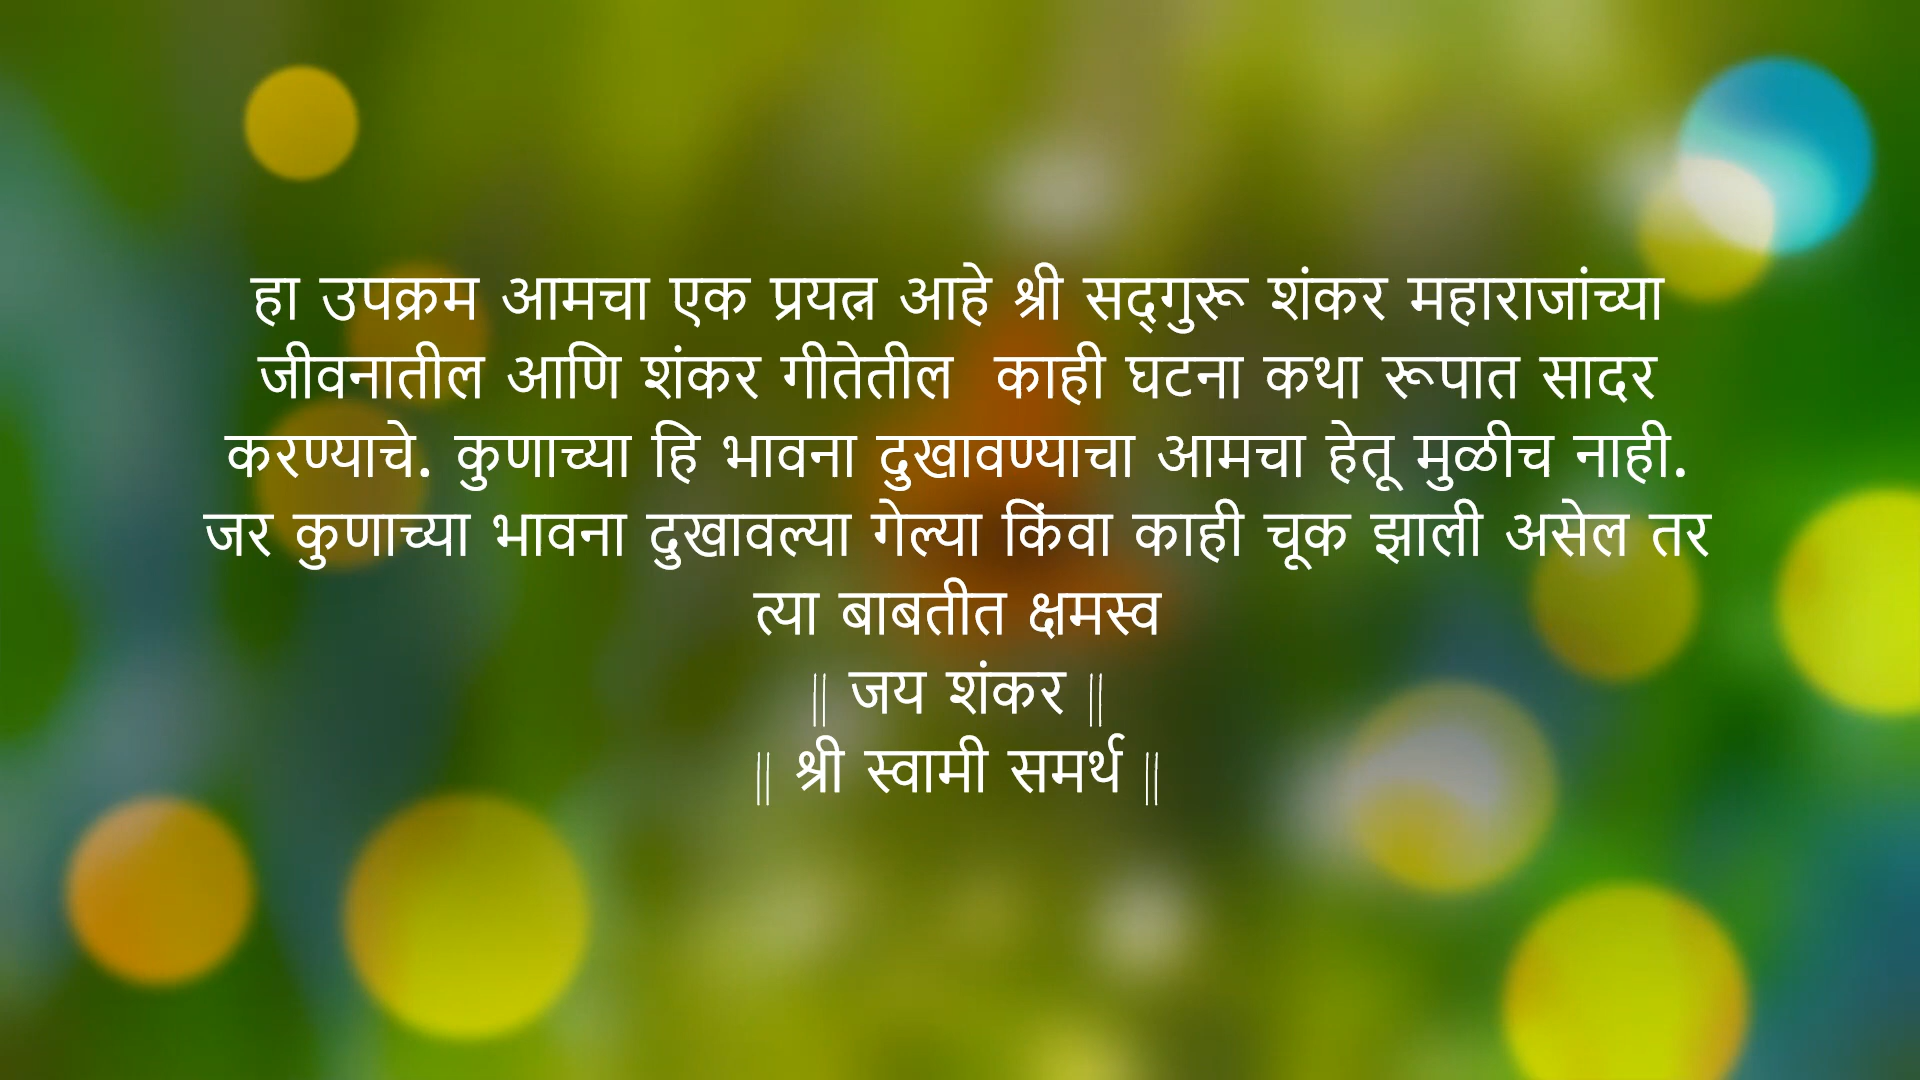 हा उपक्रम आमचा एक प्रयत्न आहे श्री सद्‌गुरू शंकर महाराजांच्या
जीवनातील आणि शंकर गीतेतील  काही घटना कथा रूपात सादर
करण्याचे. कुणाच्या हि भावना दुखावण्याचा आमचा हेतू मुळीच नाही.
जर कुणाच्या भावना दुखावल्या गेल्या किंवा काही चूक झाली असेल तर
त्या बाबतीत क्षमस्व
|| जय शंकर ||
|| श्री स्वामी समर्थ ||